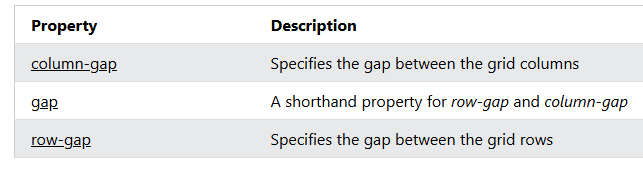 Property Description
column-gap Specifies the gap between the grid columns
gap A shorthand property for row-gap and column-gap
row-gap Specifies the gap between the grid rows